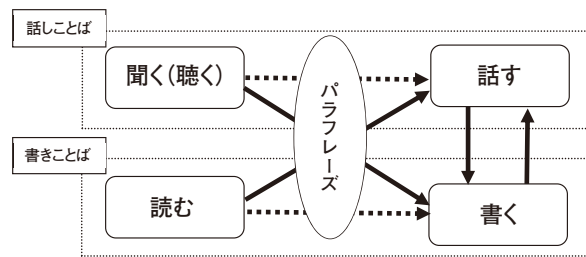 話しことば
聞く（聴く）
話す
パラフレーズ
書きことば
読む
書く